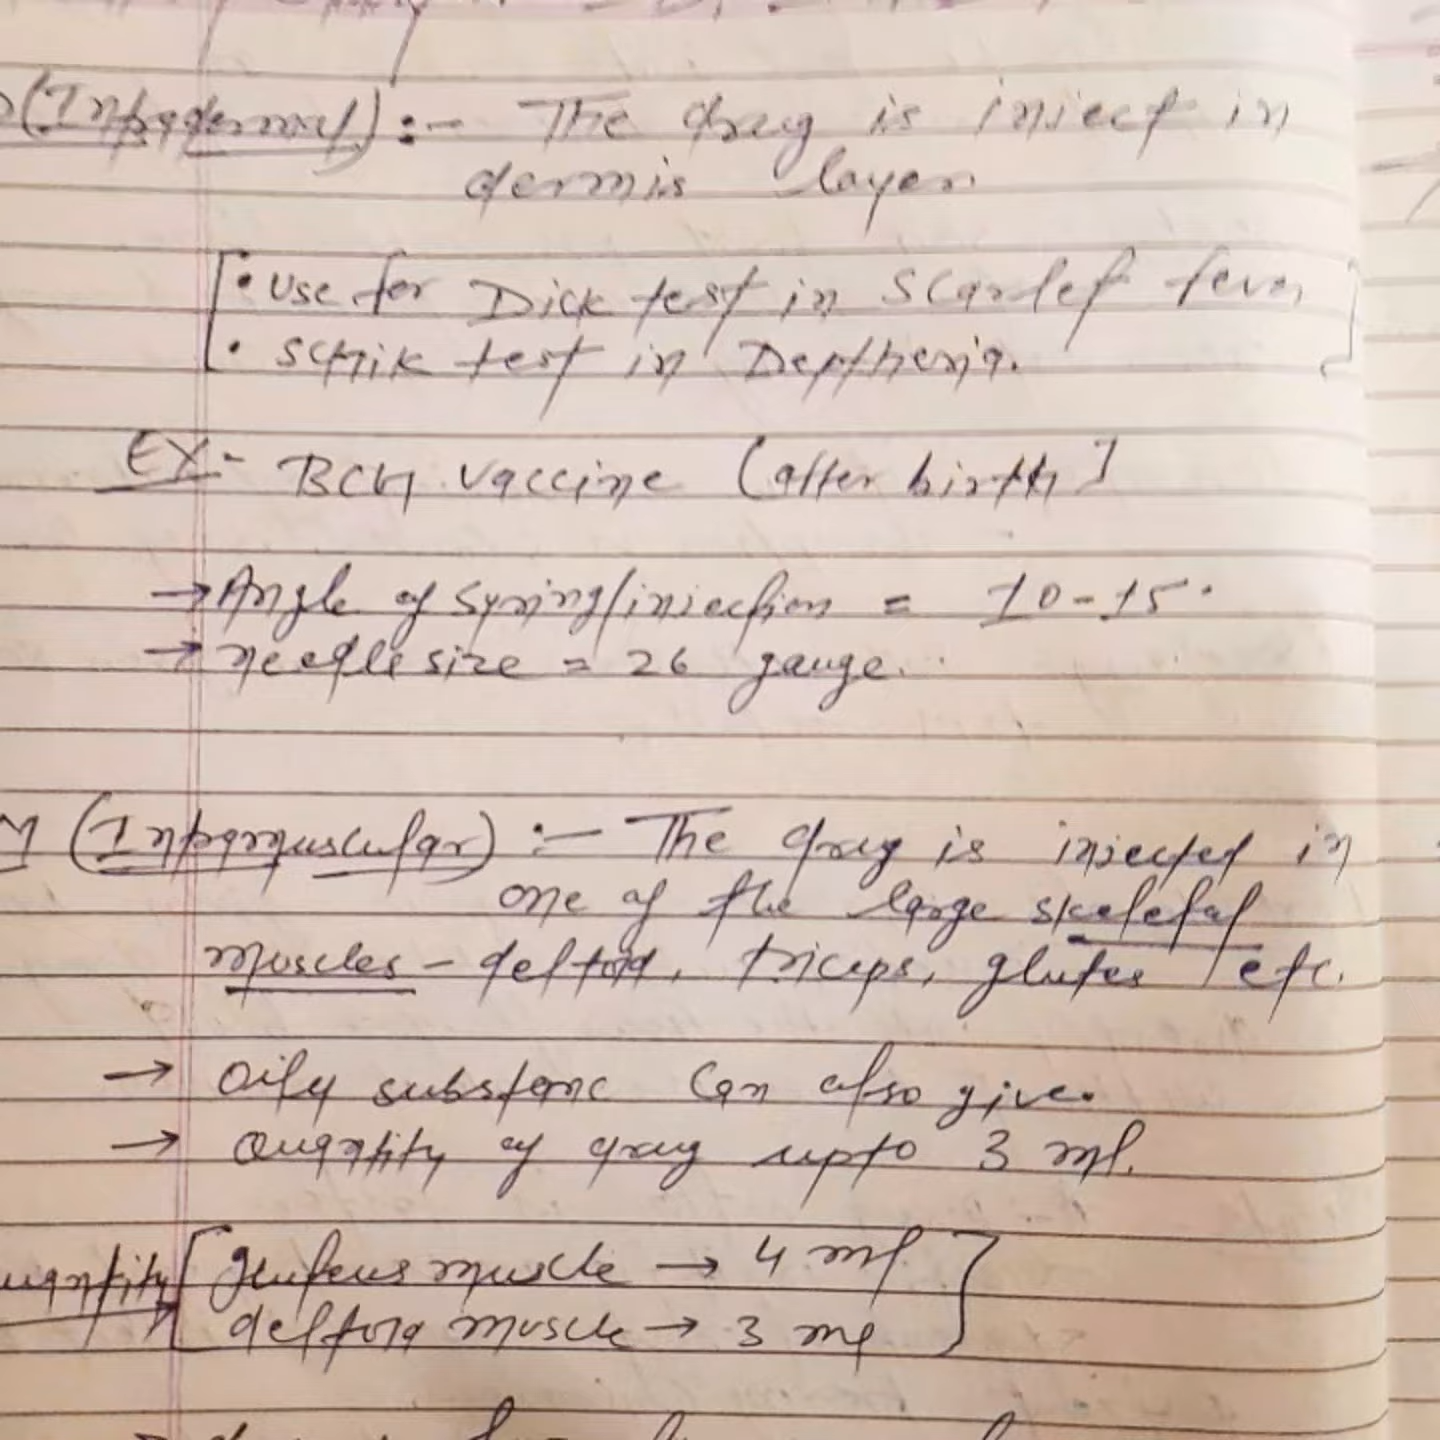 (Intradermal) :- The drug is inject in
dermis layer.
• Use for Dick test in Scarlet fever
• Schik test in Deptheria.
EX- BCG vaccine (after birth]
→ Angle of syring/injection = 10-15°
→ needle size = 26 gauge.
M (Intramuscular) :- The drug is injected in
one of the large skeletal
muscles - deltoid, triceps, glutes etc.
→ Oily substanc can also give.
→ Quantity of drug upto 3 ml.
uantity [gluteus muscle → 4 ml
deltoid muscle → 3 ml]